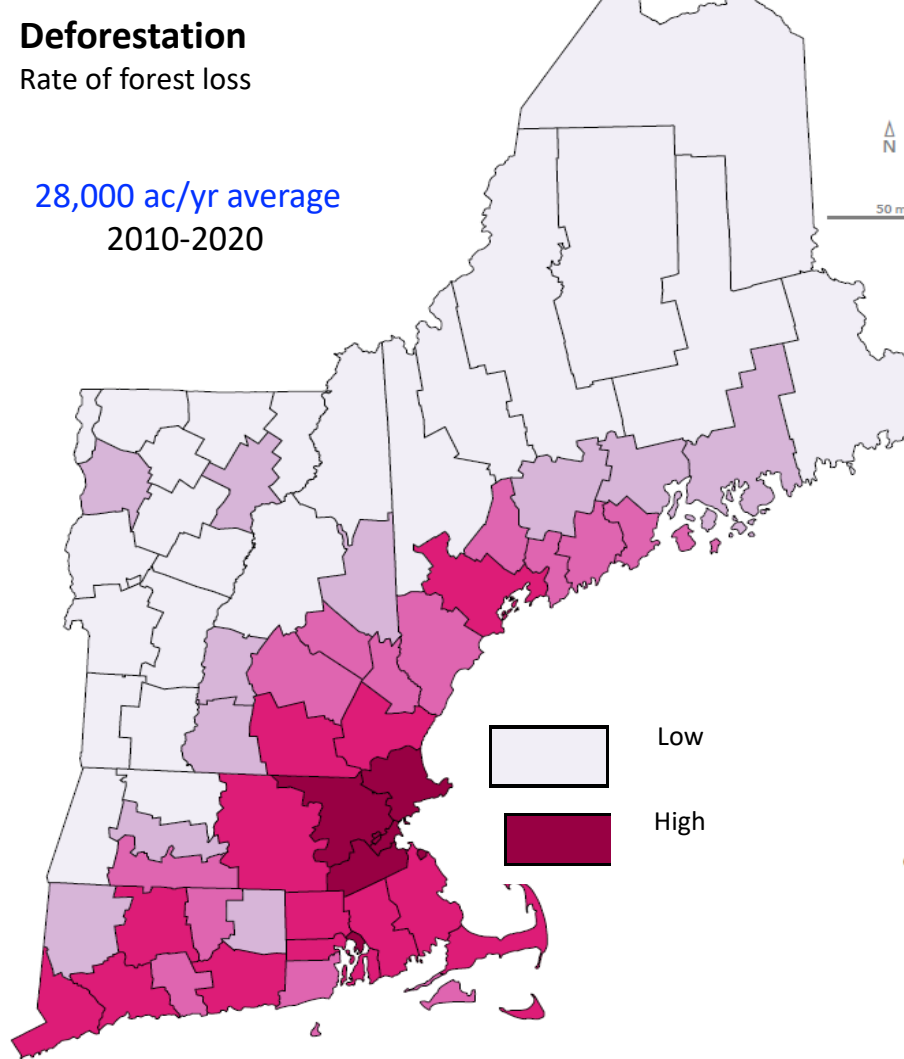 Deforestation
Rate of forest loss
28,000 ac/yr average
2010-2020
N
50 m
Low
High